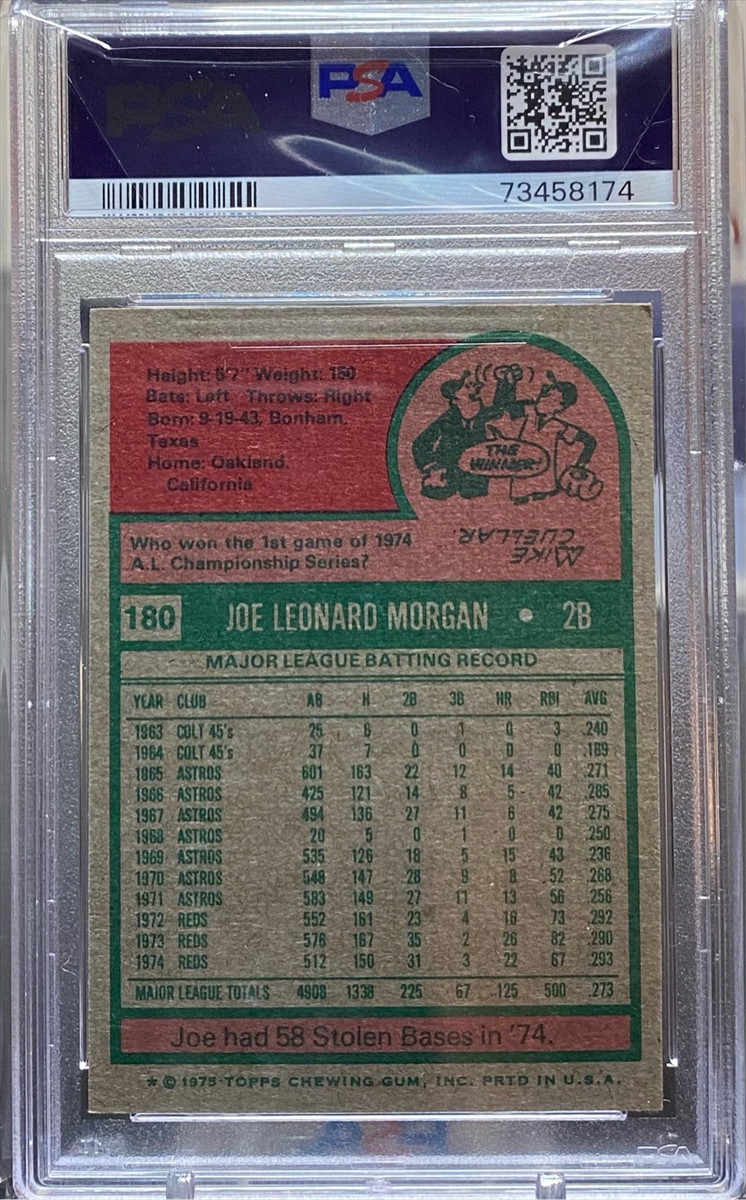 PSA
73458174
Height: 5'7" Weight: 150
Bats: Left Throws: Right
Born: 9-19-43, Bonham,
Texas
Home: Oakland,
California
THE
WINNER!
MIKE
CUELLAR.
Who won the 1st game of 1974
A.L. Championship Series?
180 JOE LEONARD MORGAN • 2B
MAJOR LEAGUE BATTING RECORD
YEAR CLUB AB H 2B 3B HR RBI AVG
1963 COLT 45's 25 6 0 1 0 3 .240
1964 COLT 45's 37 7 0 0 0 0 .189
1965 ASTROS 601 163 22 12 14 40 .271
1966 ASTROS 425 121 14 8 5 42 .285
1967 ASTROS 494 136 27 11 6 42 .275
1968 ASTROS 20 5 0 1 0 0 .250
1969 ASTROS 535 126 18 5 15 43 .236
1970 ASTROS 548 147 28 9 8 52 .268
1971 ASTROS 583 149 27 11 13 56 .256
1972 REDS 552 161 23 4 16 73 .292
1973 REDS 576 167 35 2 26 82 .290
1974 REDS 512 150 31 3 22 67 .293
MAJOR LEAGUE TOTALS 4908 1338 225 67 125 500 .273
Joe had 58 Stolen Bases in '74.
* © 1975 TOPPS CHEWING GUM, INC. PRTD IN U.S.A.
PSA